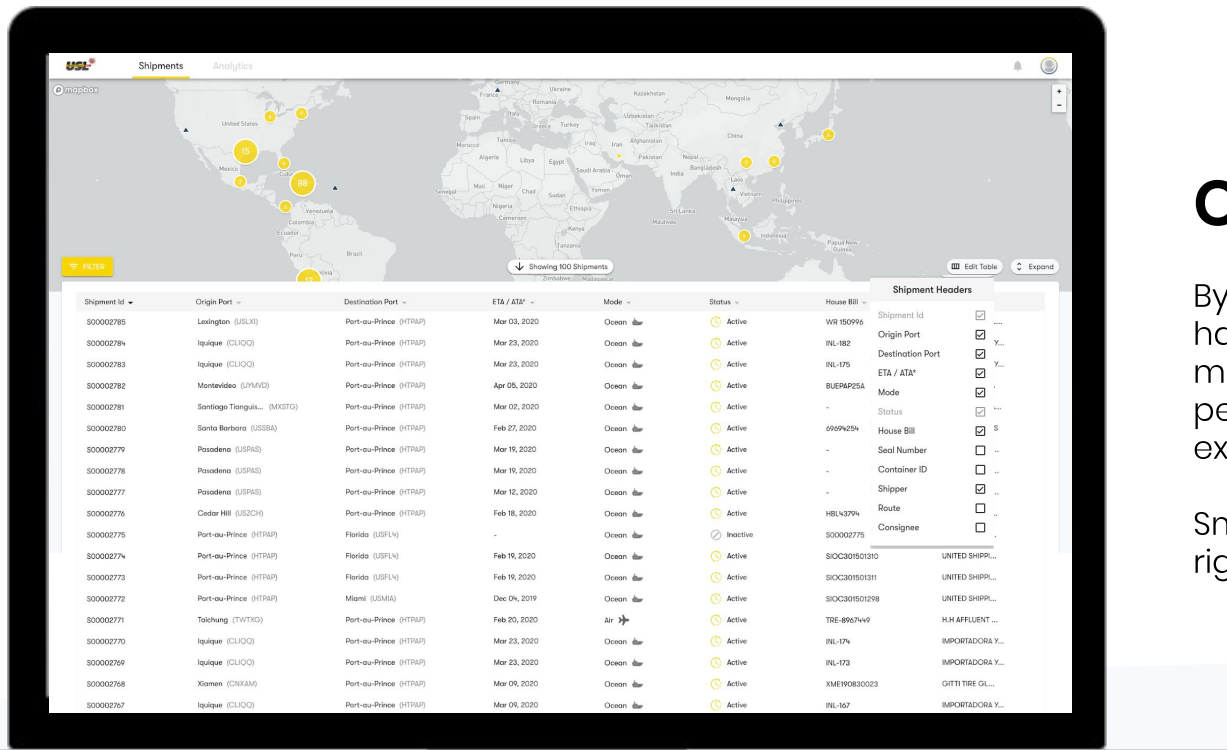 USL
Shipments Analytics
mapbox
Germany
France
Ukraine
Kazakhstan
Mongolia
Romania
Italy
Spain
Greece
Turkey
Uzbekistan
Tajikistan
China
United States
Morocco
Tunisia
Iraq
Iran
Afghanistan
Algeria
Libya
Egypt
Pakistan
Nepal
Saudi Arabia
Bangladesh
Oman
India
Laos
Mexico
Cuba
15
88
Senegal
Mali
Niger
Chad
Sudan
Yemen
Vietnam
Philippines
Nigeria
Ethiopia
Sri Lanka
Venezuela
Colombia
Cameroon
Kenya
Maldives
Malaysia
Indonesia
Ecuador
Tanzania
Papua New
Guinea
Peru
Brazil
Zimbabwe
Madagascar
FILTER
Showing 100 Shipments
Edit Table
Expand
Shipment Headers
Shipment Id
Origin Port
Destination Port
ETA / ATA*
Mode
Status
House Bill
Seal Number
Container ID
Shipper
Route
Consignee
Shipment Id Origin Port Destination Port ETA / ATA* Mode Status House Bill
S00002785 Lexington (USLXI) Port-au-Prince (HTPAP) Mar 03, 2020 Ocean Active WR 150996
S00002784 Iquique (CLIQQ) Port-au-Prince (HTPAP) Mar 23, 2020 Ocean Active INL-182 Y...
S00002783 Iquique (CLIQQ) Port-au-Prince (HTPAP) Mar 23, 2020 Ocean Active INL-175 Y...
S00002782 Montevideo (UYMVD) Port-au-Prince (HTPAP) Apr 05, 2020 Ocean Active BUEPAP25A
S00002781 Santiago Tianguis... (MXSTG) Port-au-Prince (HTPAP) Mar 02, 2020 Ocean Active -
S00002780 Santa Barbara (USSBA) Port-au-Prince (HTPAP) Feb 27, 2020 Ocean Active 69694254 S
S00002779 Pasadena (USPAS) Port-au-Prince (HTPAP) Mar 19, 2020 Ocean Active -
S00002778 Pasadena (USPAS) Port-au-Prince (HTPAP) Mar 19, 2020 Ocean Active -
S00002777 Pasadena (USPAS) Port-au-Prince (HTPAP) Mar 12, 2020 Ocean Active -
S00002776 Cedar Hill (USZCH) Port-au-Prince (HTPAP) Feb 18, 2020 Ocean Active HBL43794
S00002775 Port-au-Prince (HTPAP) Florida (USFL4) - Ocean Inactive S00002775
S00002774 Port-au-Prince (HTPAP) Florida (USFL4) Feb 19, 2020 Ocean Active SIOC301501310 UNITED SHIPPI...
S00002773 Port-au-Prince (HTPAP) Florida (USFL4) Feb 19, 2020 Ocean Active SIOC301501311 UNITED SHIPPI...
S00002772 Port-au-Prince (HTPAP) Miami (USMIA) Dec 04, 2019 Ocean Active SIOC301501298 UNITED SHIPPI...
S00002771 Taichung (TWTXG) Port-au-Prince (HTPAP) Feb 20, 2020 Air Active TRE-8967449 H.H AFFLUENT ...
S00002770 Iquique (CLIQQ) Port-au-Prince (HTPAP) Mar 23, 2020 Ocean Active INL-174 IMPORTADORA Y...
S00002769 Iquique (CLIQQ) Port-au-Prince (HTPAP) Mar 23, 2020 Ocean Active INL-173 IMPORTADORA Y...
S00002768 Xiamen (CNXAM) Port-au-Prince (HTPAP) Mar 09, 2020 Ocean Active XME190830023 GITTI TIRE GL...
S00002767 Iquique (CLIQQ) Port-au-Prince (HTPAP) Mar 09, 2020 Ocean Active INL-167 IMPORTADORA Y...
By